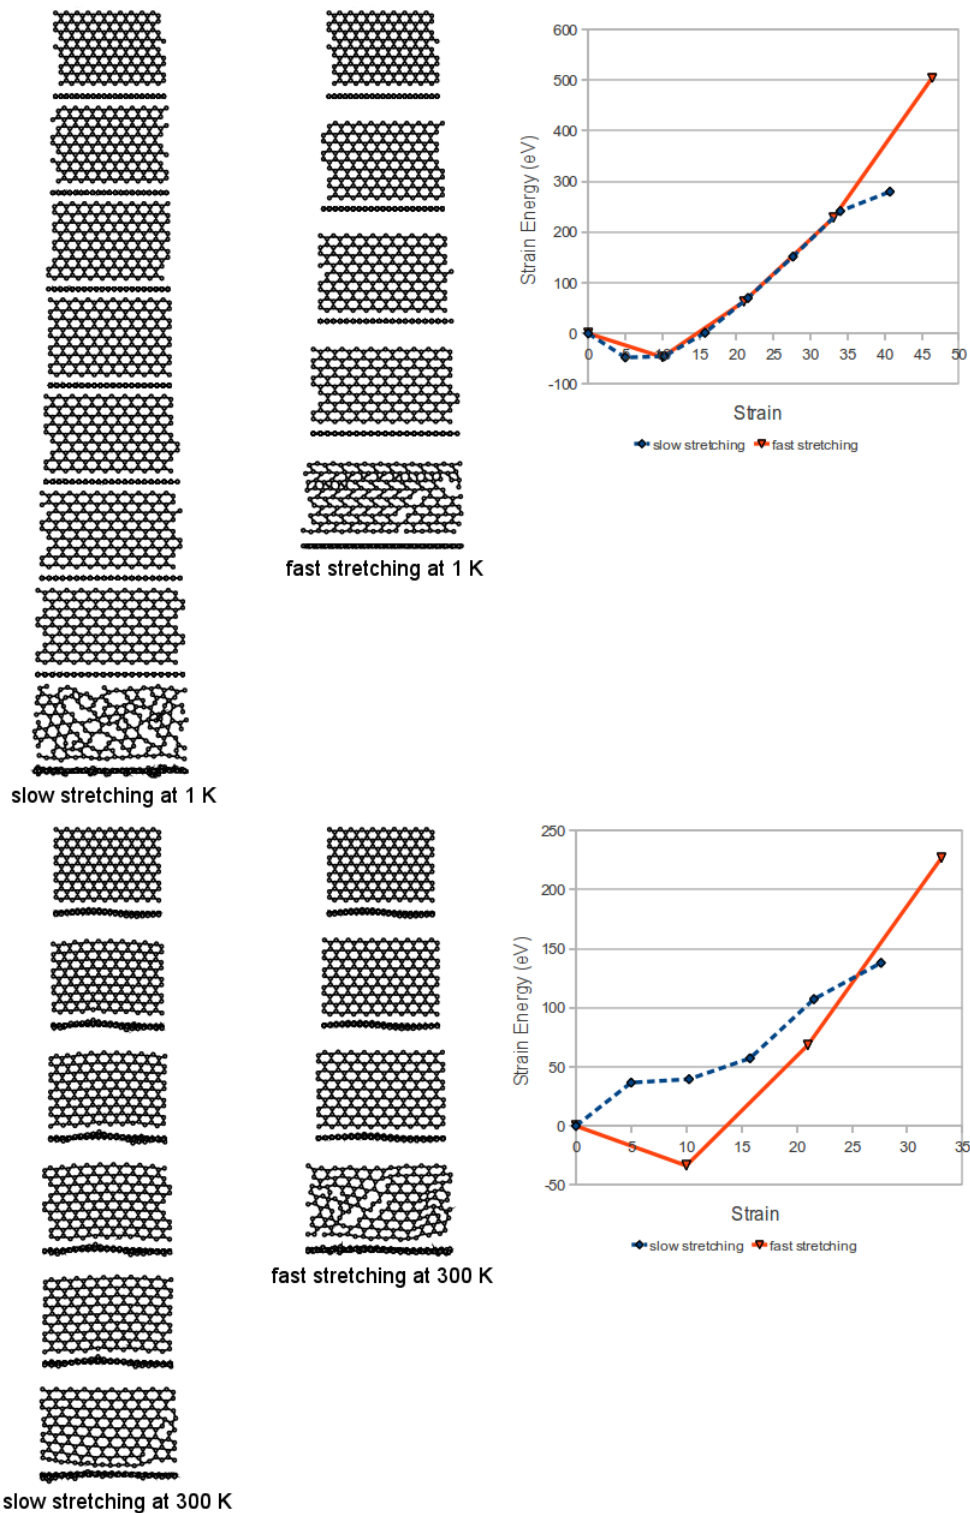 600
500
400
300
200
100
0
-100
Strain Energy (eV)
0 5 10 15 20 25 30 35 40 45 50
Strain
slow stretching fast stretching
fast stretching at 1 K
slow stretching at 1 K
250
200
150
100
50
0
-50
Strain Energy (eV)
0 5 10 15 20 25 30 35
Strain
slow stretching fast stretching
fast stretching at 300 K
slow stretching at 300 K